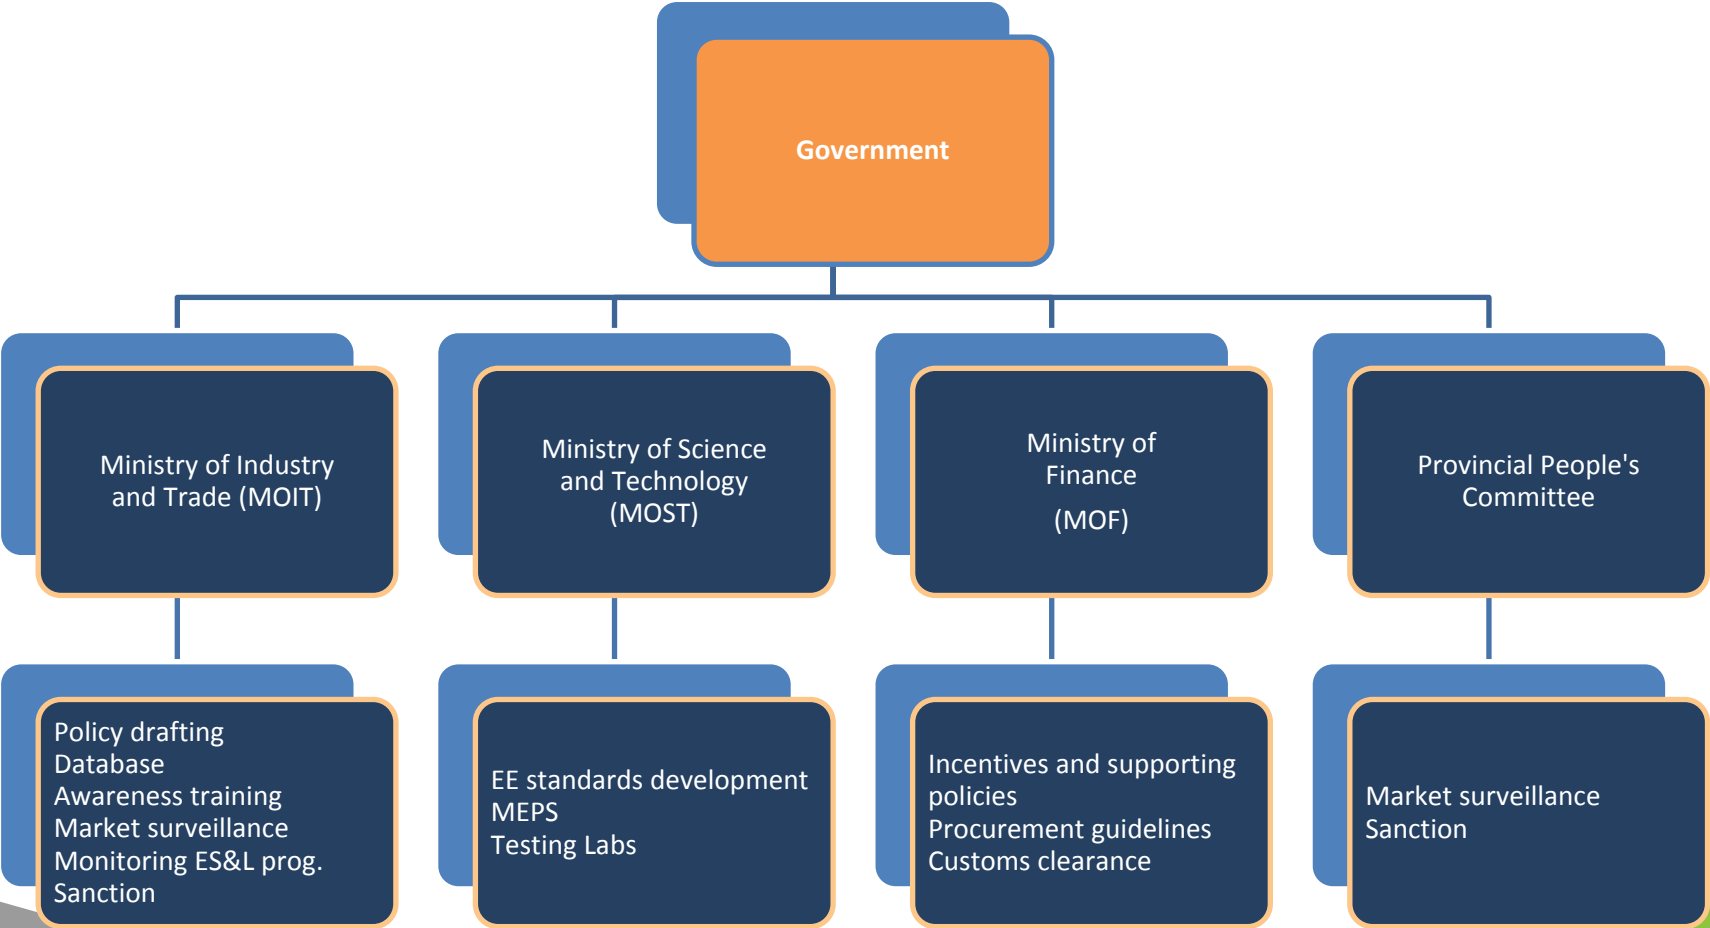 Government
Ministry of Industry
and Trade (MOIT)
Ministry of Science
and Technology
(MOST)
Ministry of
Finance
(MOF)
Provincial People's
Committee
Policy drafting
Database
Awareness training
Market surveillance
Monitoring ES&L prog.
Sanction
EE standards development
MEPS
Testing Labs
Incentives and supporting
policies
Procurement guidelines
Customs clearance
Market surveillance
Sanction